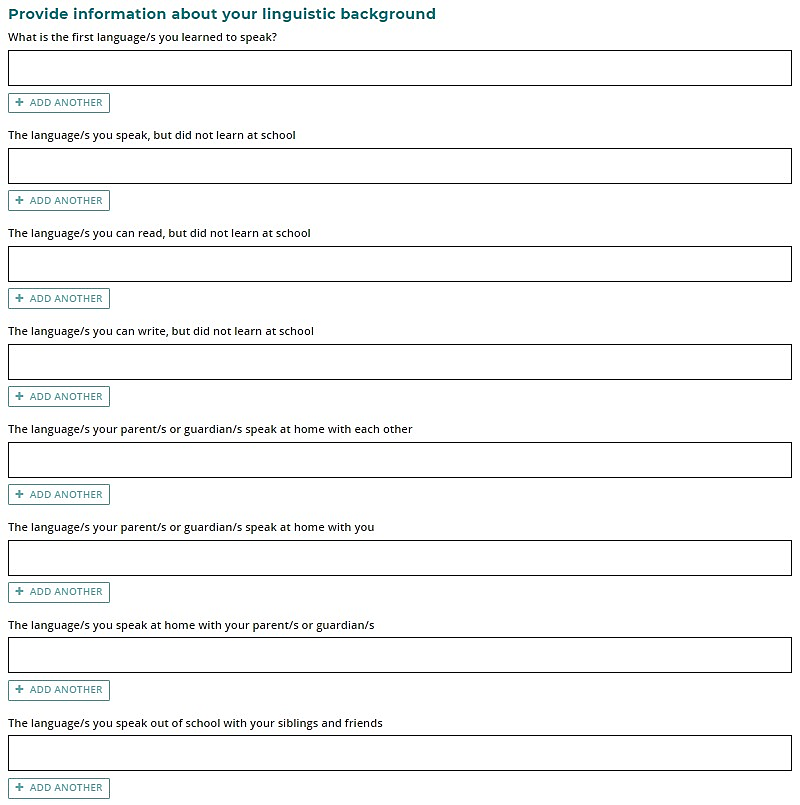 Provide information about your linguistic background
What is the first language/s you learned to speak?
+ ADD ANOTHER
The language/s you speak, but did not learn at school
+ ADD ANOTHER
The language/s you can read, but did not learn at school
+ ADD ANOTHER
The language/s you can write, but did not learn at school
+ ADD ANOTHER
The language/s your parent/s or guardian/s speak at home with each other
+ ADD ANOTHER
The language/s your parent/s or guardian/s speak at home with you
+ ADD ANOTHER
The language/s you speak at home with your parent/s or guardian/s
+ ADD ANOTHER
The language/s you speak out of school with your siblings and friends
+ ADD ANOTHER